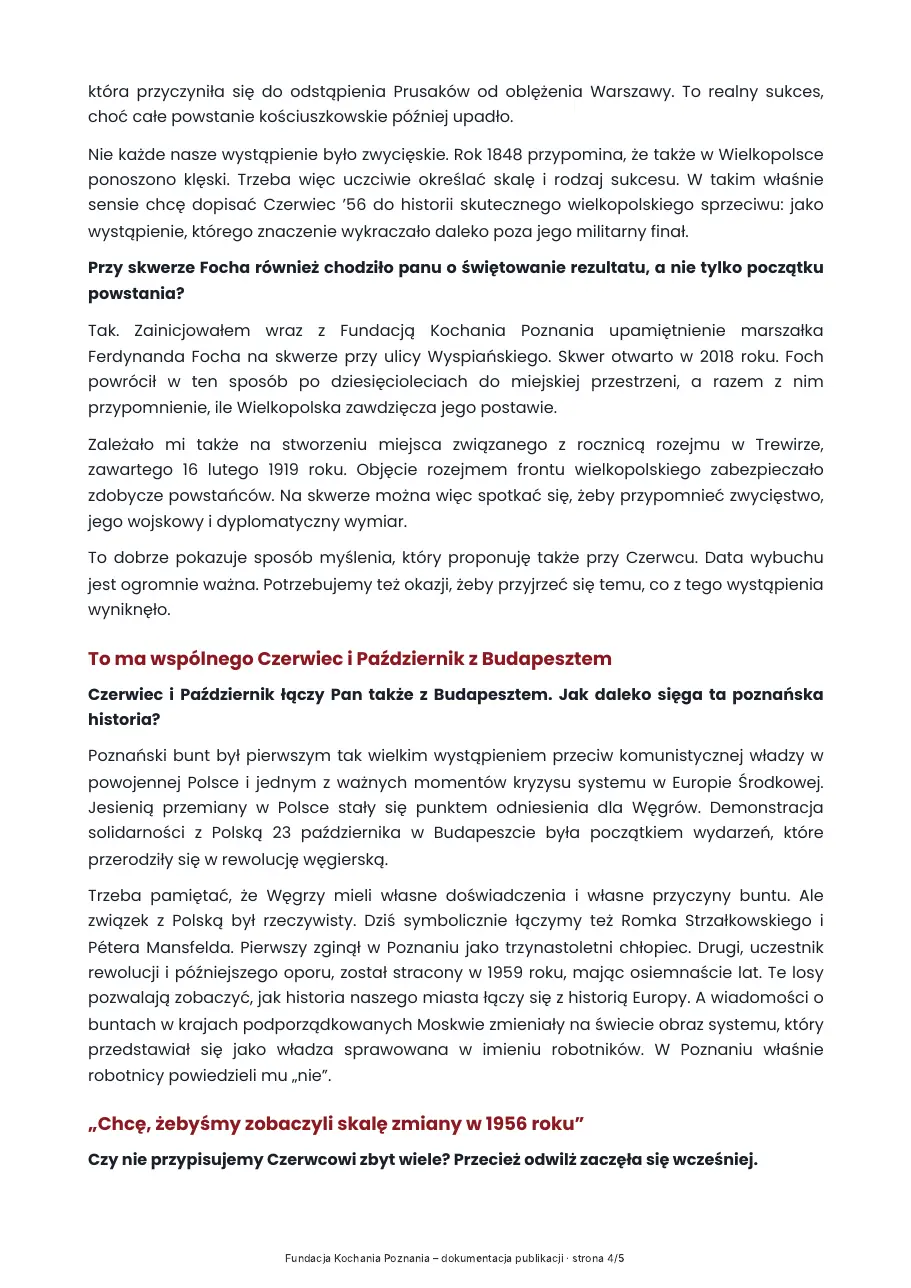 która przyczyniła się do odstąpienia Prusaków od oblężenia Warszawy. To realny sukces,
choć całe powstanie kościuszkowskie później upadło.
Nie każde nasze wystąpienie było zwycięskie. Rok 1848 przypomina, że także w Wielkopolsce
ponoszono klęski. Trzeba więc uczciwie określać skalę i rodzaj sukcesu. W takim właśnie
sensie chcę dopisać Czerwiec ’56 do historii skutecznego wielkopolskiego sprzeciwu: jako
wystąpienie, którego znaczenie wykraczało daleko poza jego militarny finał.
Przy skwerze Focha również chodziło panu o świętowanie rezultatu, a nie tylko początku
powstania?
Tak. Zainicjowałem wraz z Fundacją Kochania Poznania upamiętnienie marszałka
Ferdynanda Focha na skwerze przy ulicy Wyspiańskiego. Skwer otwarto w 2018 roku. Foch
powrócił w ten sposób po dziesięcioleciach do miejskiej przestrzeni, a razem z nim
przypomnienie, ile Wielkopolska zawdzięcza jego postawie.
Zależało mi także na stworzeniu miejsca związanego z rocznicą rozejmu w Trewirze,
zawartego 16 lutego 1919 roku. Objęcie rozejmem frontu wielkopolskiego zabezpieczało
zdobycze powstańców. Na skwerze można więc spotkać się, żeby przypomnieć zwycięstwo,
jego wojskowy i dyplomatyczny wymiar.
To dobrze pokazuje sposób myślenia, który proponuję także przy Czerwcu. Data wybuchu
jest ogromnie ważna. Potrzebujemy też okazji, żeby przyjrzeć się temu, co z tego wystąpienia
wyniknęło.
To ma wspólnego Czerwiec i Październik z Budapesztem
Czerwiec i Październik łączy Pan także z Budapesztem. Jak daleko sięga ta poznańska
historia?
Poznański bunt był pierwszym tak wielkim wystąpieniem przeciw komunistycznej władzy w
powojennej Polsce i jednym z ważnych momentów kryzysu systemu w Europie Środkowej.
Jesienią przemiany w Polsce stały się punktem odniesienia dla Węgrów. Demonstracja
solidarności z Polską 23 października w Budapeszcie była początkiem wydarzeń, które
przerodziły się w rewolucję węgierską.
Trzeba pamiętać, że Węgrzy mieli własne doświadczenia i własne przyczyny buntu. Ale
związek z Polską był rzeczywisty. Dziś symbolicznie łączymy też Romka Strzałkowskiego i
Pétera Mansfelda. Pierwszy zginął w Poznaniu jako trzynastoletni chłopiec. Drugi, uczestnik
rewolucji i późniejszego oporu, został stracony w 1959 roku, mając osiemnaście lat. Te losy
pozwalają zobaczyć, jak historia naszego miasta łączy się z historią Europy. A wiadomości o
buntach w krajach podporządkowanych Moskwie zmieniały na świecie obraz systemu, który
przedstawiał się jako władza sprawowana w imieniu robotników. W Poznaniu właśnie
robotnicy powiedzieli mu „nie”.
„Chcę, żebyśmy zobaczyli skalę zmiany w 1956 roku”
Czy nie przypisujemy Czerwcowi zbyt wiele? Przecież odwilż zaczęła się wcześniej.
Fundacja Kochania Poznania – dokumentacja publikacji · strona 4/5